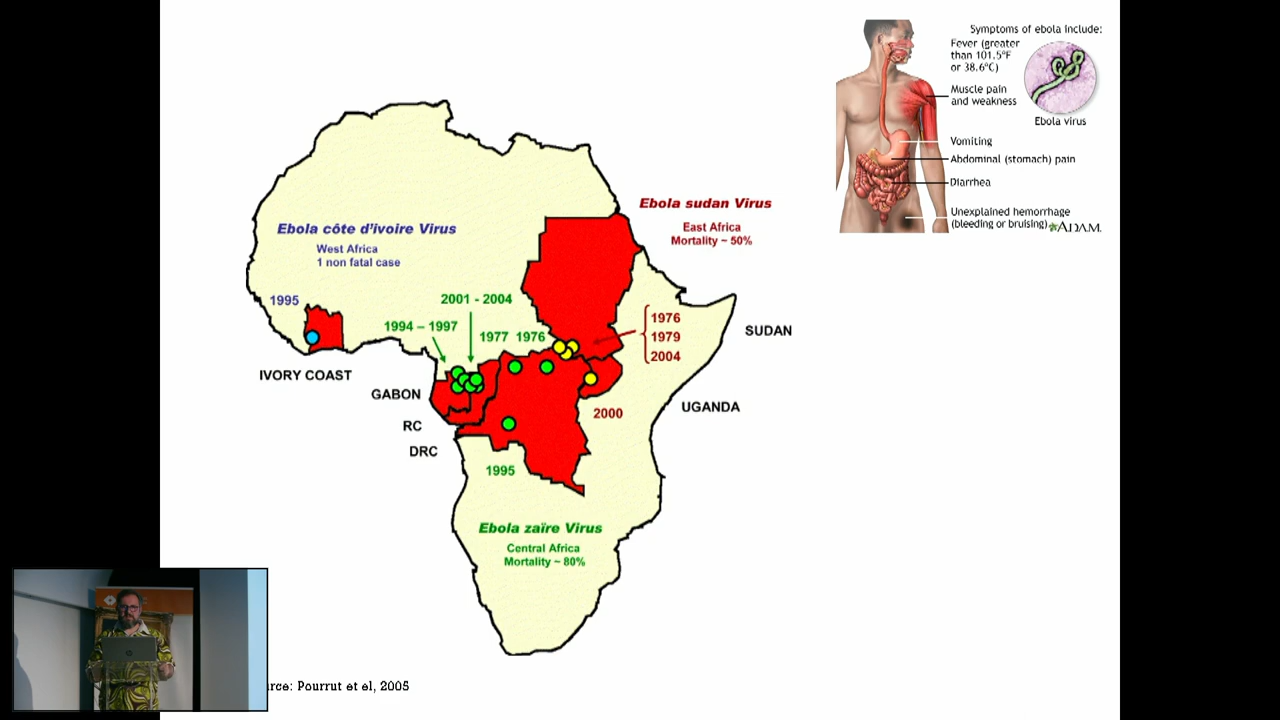 Symptoms of ebola include:
Fever (greater
than 101.5°F
or 38.6°C)
Muscle pain
and weakness
Ebola virus
Vomiting
Abdominal (stomach) pain
Diarrhea
Unexplained hemorrhage
(bleeding or bruising)
ADAM.
Ebola sudan Virus
East Africa
Mortality ~ 50%
Ebola côte d'ivoire Virus
West Africa
1 non fatal case
1995
2001 - 2004
1994 – 1997
1977 1976
1976
1979
2004
SUDAN
IVORY COAST
GABON
UGANDA
2000
RC
DRC
1995
Ebola zaïre Virus
Central Africa
Mortality ~ 80%
Pourrut et el, 2005